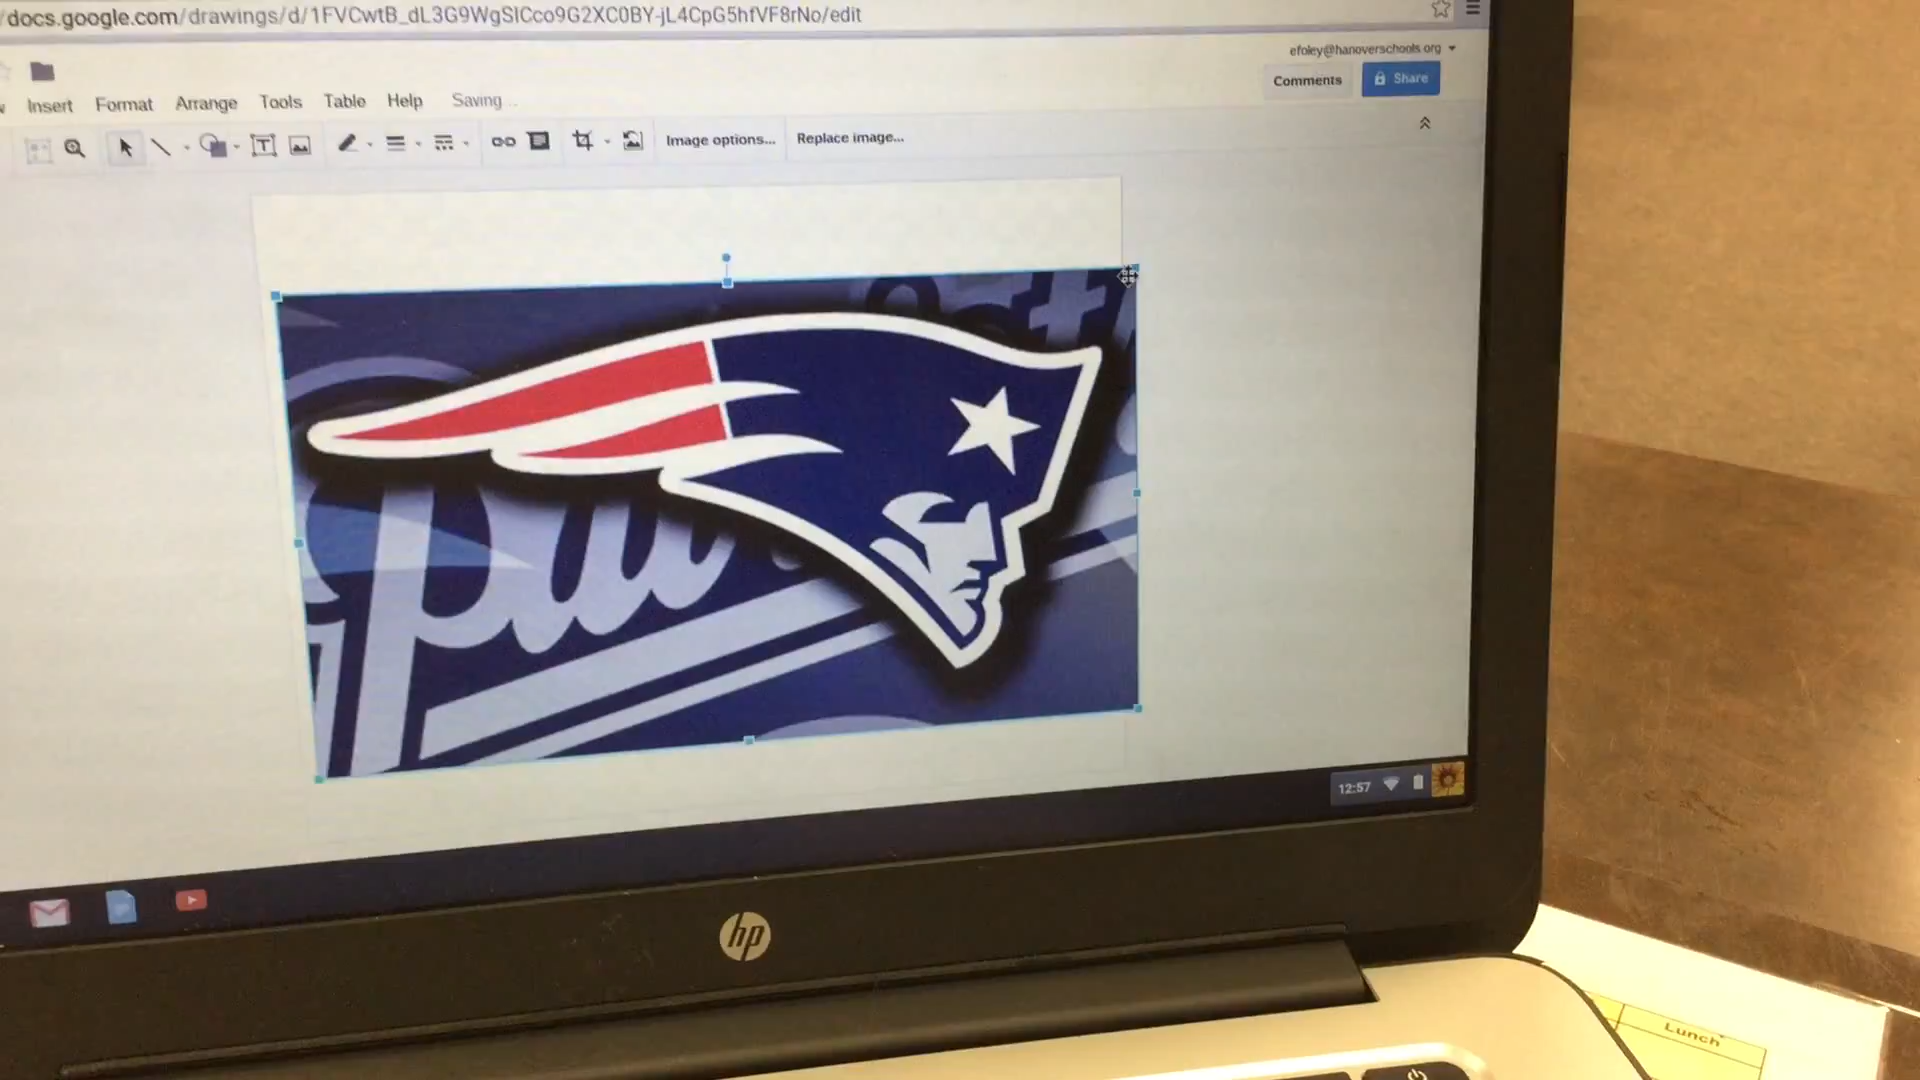 docs.google.com/drawings/d/1FVCwtB_dL3G9WgSICco9G2XC0BY-jL4CpG5hfVF8rNo/edit
efoley@hanoverschools.org
Comments
Share
Insert Format Arrange Tools Table Help Saving...
Image options...
Replace image...
12:57
hp
Lunch